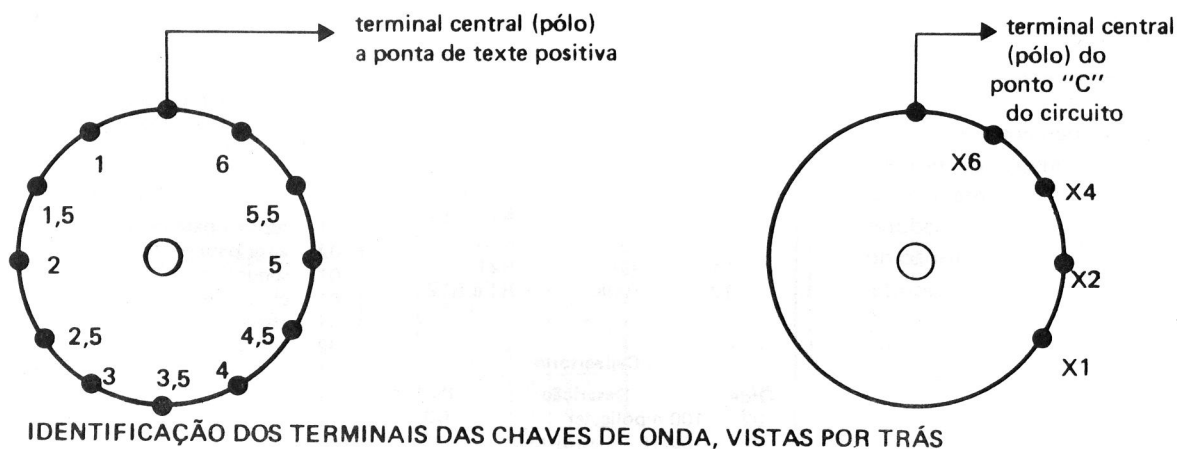 terminal central (pólo)
a ponta de texte positiva
terminal central
(pólo) do
ponto "C"
do circuito
1
6
1,5
5,5
2
5
2,5
4,5
3
3,5
4
X6
X4
X2
X1
IDENTIFICAÇÃO DOS TERMINAIS DAS CHAVES DE ONDA, VISTAS POR TRÁS